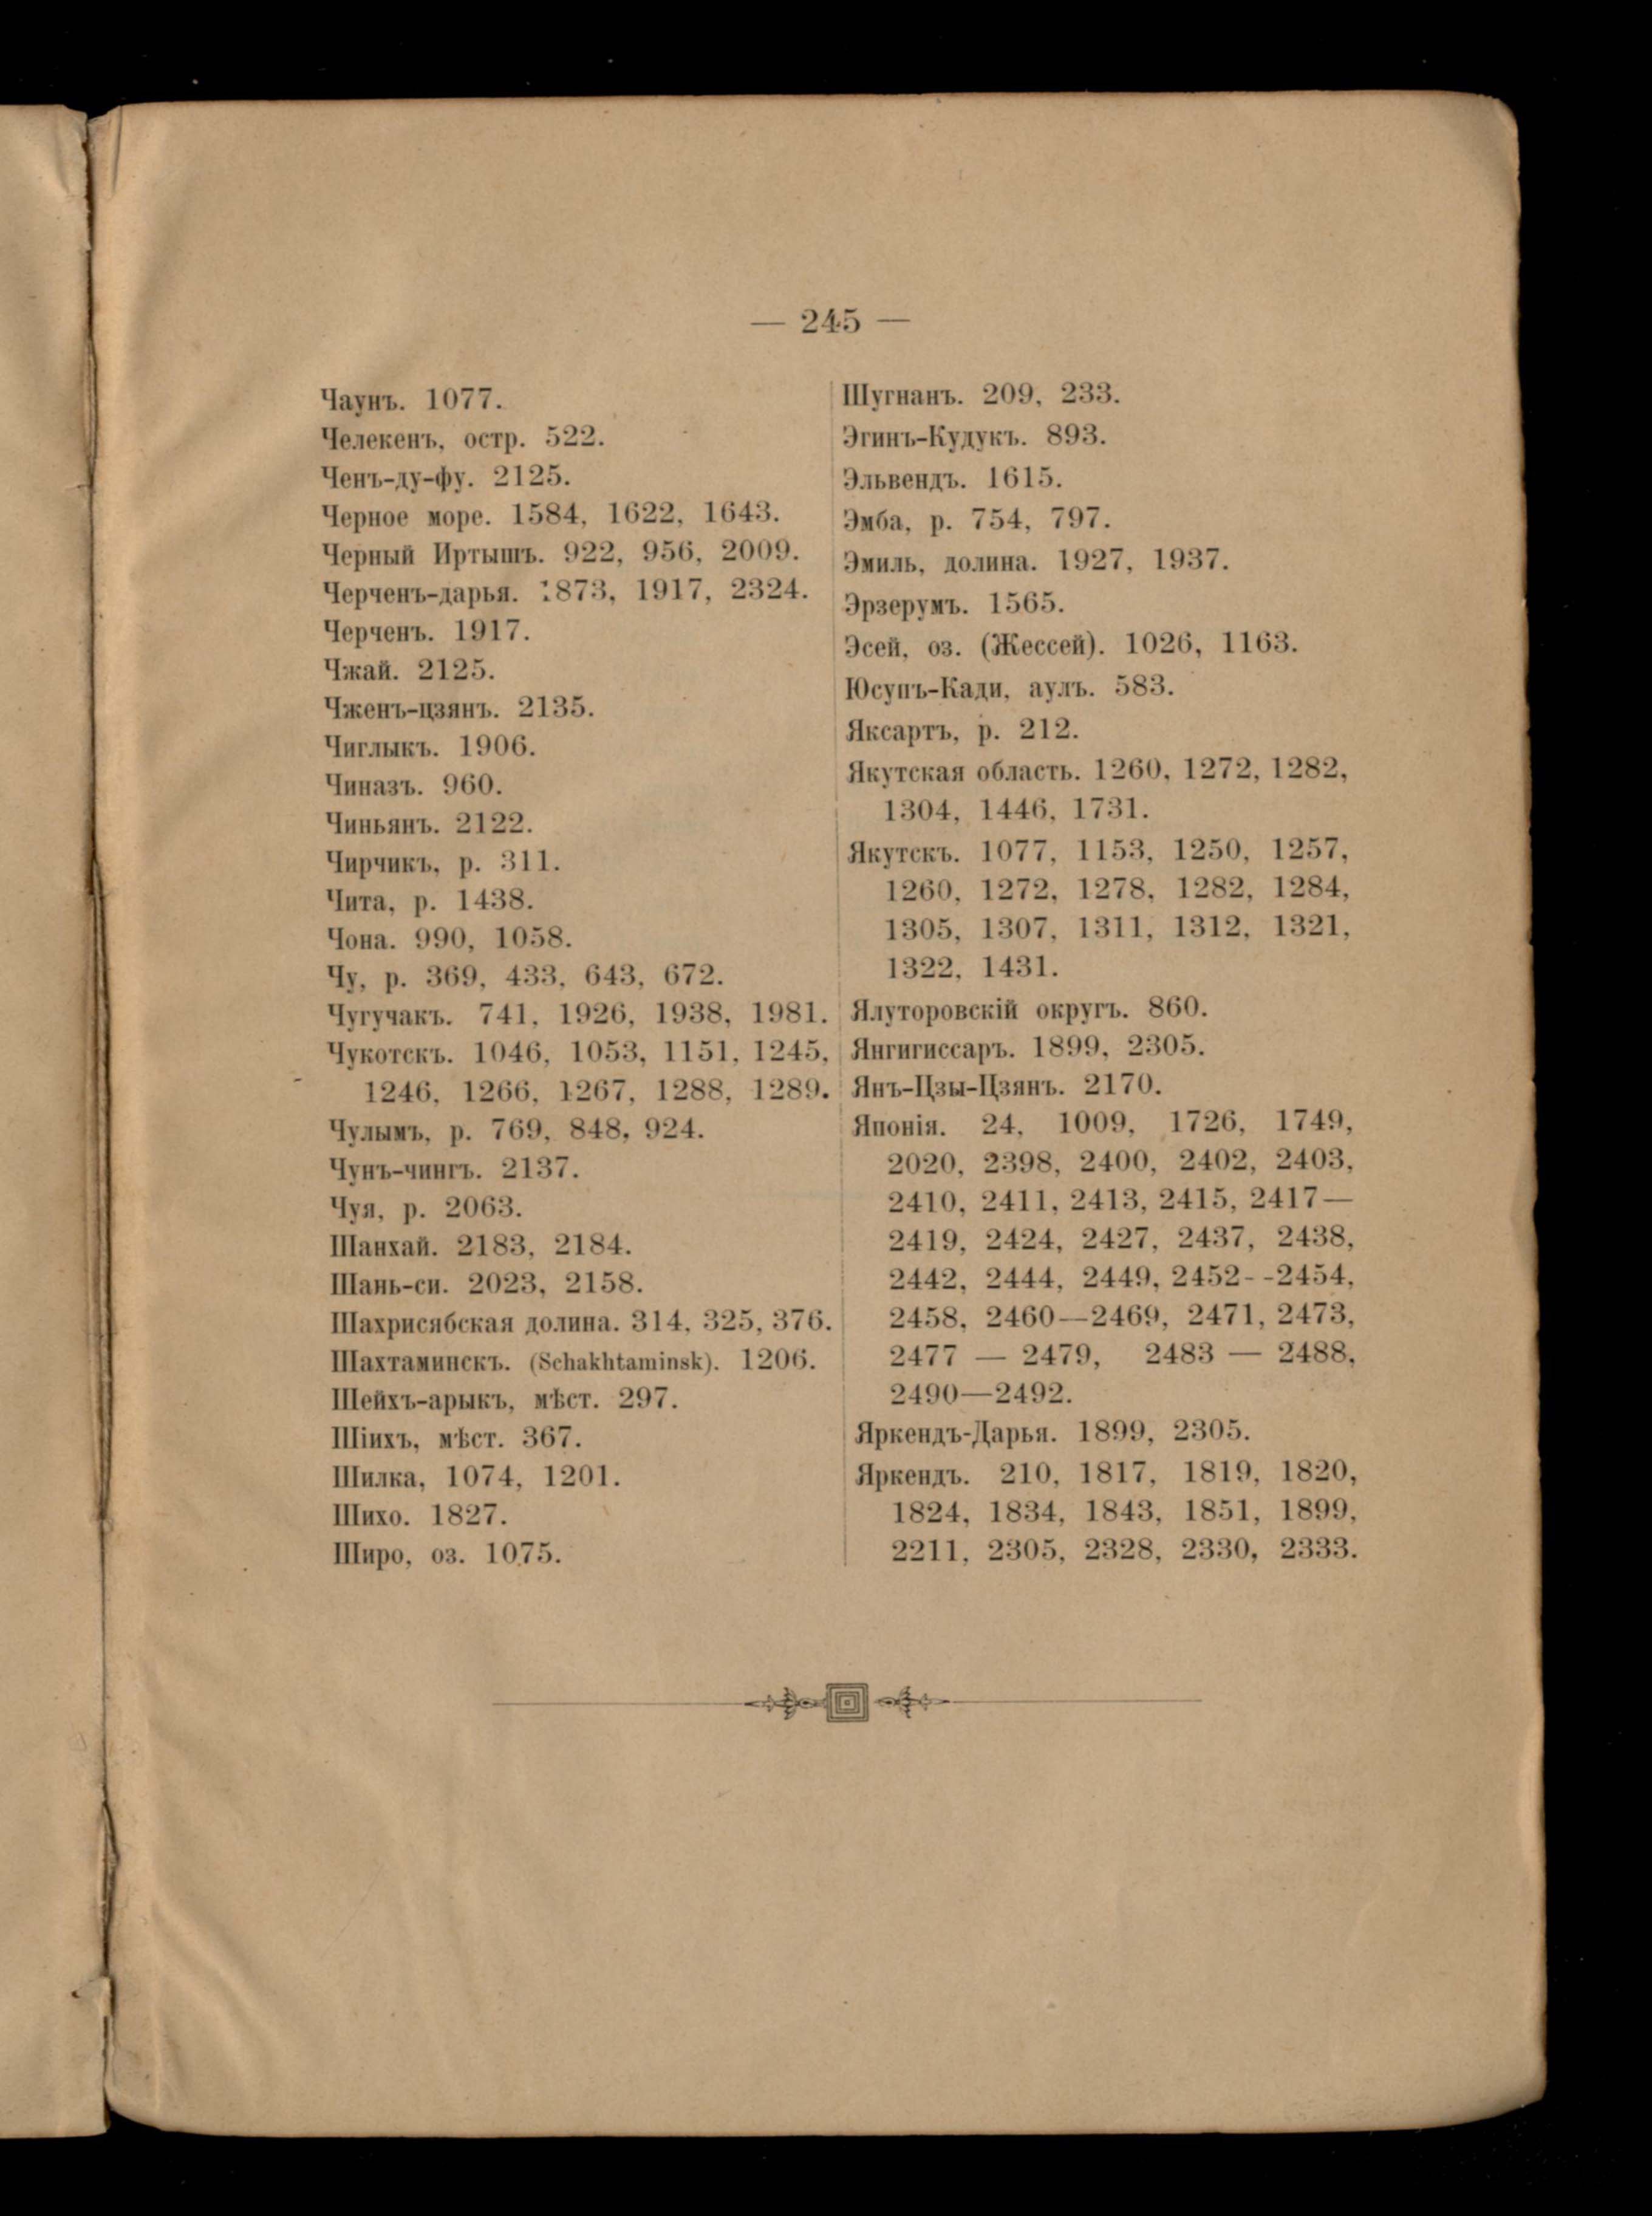 — 245 —
Чаунъ. 1077.
Челекенъ, остр. 522.
Ченъ-ду-фу. 2125.
Черное море. 1584, 1622, 1643.
Черный Иртышъ. 922, 956, 2009.
Черченъ-дарья. 1873, 1917, 2324.
Черченъ. 1917.
Чжай. 2125.
Чженъ-цзянъ. 2135.
Чиглыкъ. 1906.
Чиназъ. 960.
Чиньянъ. 2122.
Чирчикъ, р. 311.
Чита, р. 1438.
Чона. 990, 1058.
Чу, р. 369, 433, 643, 672.
Чугучакъ. 741, 1926, 1938, 1981.
Чукотскъ. 1046, 1053, 1151, 1245,
1246, 1266, 1267, 1288, 1289.
Чулымъ, р. 769, 848, 924.
Чунъ-чингъ. 2137.
Чуя, р. 2063.
Шанхай. 2183, 2184.
Шань-си. 2023, 2158.
Шахрисябская долина. 314, 325, 376.
Шахтаминскъ. (Schakhtaminsk). 1206.
Шейхъ-арыкъ, мѣст. 297.
Шіихъ, мѣст. 367.
Шилка, 1074, 1201.
Шихо. 1827.
Широ, оз. 1075.
Шугнанъ. 209, 233.
Эгинъ-Кудукъ. 893.
Эльвендъ. 1615.
Эмба, р. 754, 797.
Эмиль, долина. 1927, 1937.
Эрзерумъ. 1565.
Эсей, оз. (Жессей). 1026, 1163.
Юсупъ-Кади, аулъ. 583.
Яксартъ, р. 212.
Якутская область. 1260, 1272, 1282,
1304, 1446, 1731.
Якутскъ. 1077, 1153, 1250, 1257,
1260, 1272, 1278, 1282, 1284,
1305, 1307, 1311, 1312, 1321,
1322, 1431.
Ялуторовскій округъ. 860.
Янгигиссаръ. 1899, 2305.
Янъ-Цзы-Цзянъ. 2170.
Японія. 24, 1009, 1726, 1749,
2020, 2398, 2400, 2402, 2403,
2410, 2411, 2413, 2415, 2417—
2419, 2424, 2427, 2437, 2438,
2442, 2444, 2449, 2452--2454,
2458, 2460—2469, 2471, 2473,
2477 — 2479, 2483 — 2488,
2490—2492.
Яркендъ-Дарья. 1899, 2305.
Яркендъ. 210, 1817, 1819, 1820,
1824, 1834, 1843, 1851, 1899,
2211, 2305, 2328, 2330, 2333.